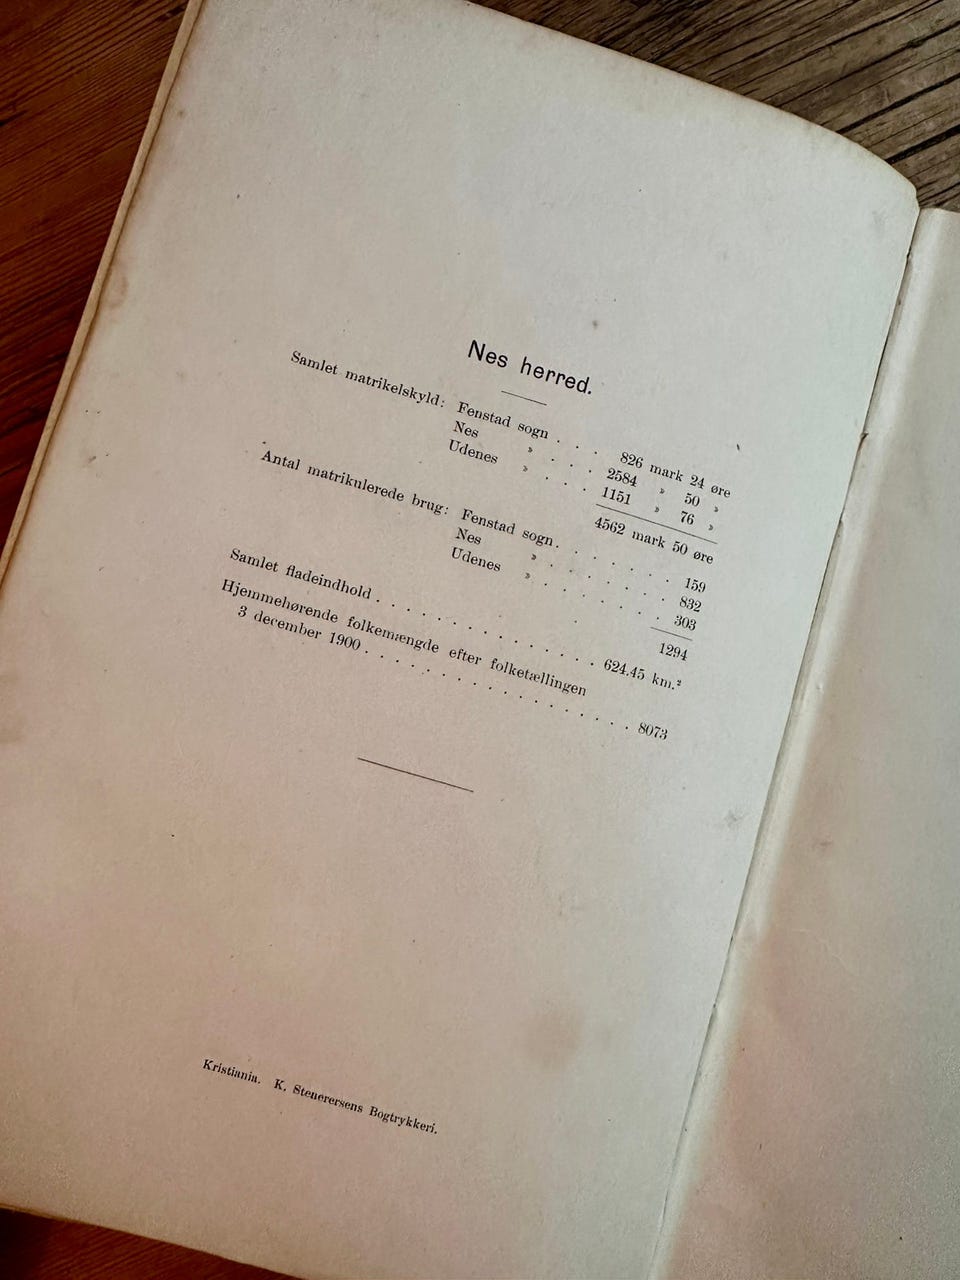 Nes herred.
Samlet matrikelskyld: Fenstad sogn . . . 826 mark 24 øre
Nes » . . . 2584 » 50 »
Udenes » . . . 1151 » 76 »
4562 mark 50 øre
Antal matrikulerede brug: Fenstad sogn . . . . . . 159
Nes » . . . . . . 832
Udenes » . . . . . . 303
1294
Samlet fladeindhold . . . . . . . . . . . . . . 624.45 km.²
Hjemmehørende folkemængde efter folketællingen
3 december 1900 . . . . . . . . . . . . . . . . . 8073
Kristiania. K. Stenersens Bogtrykkeri.